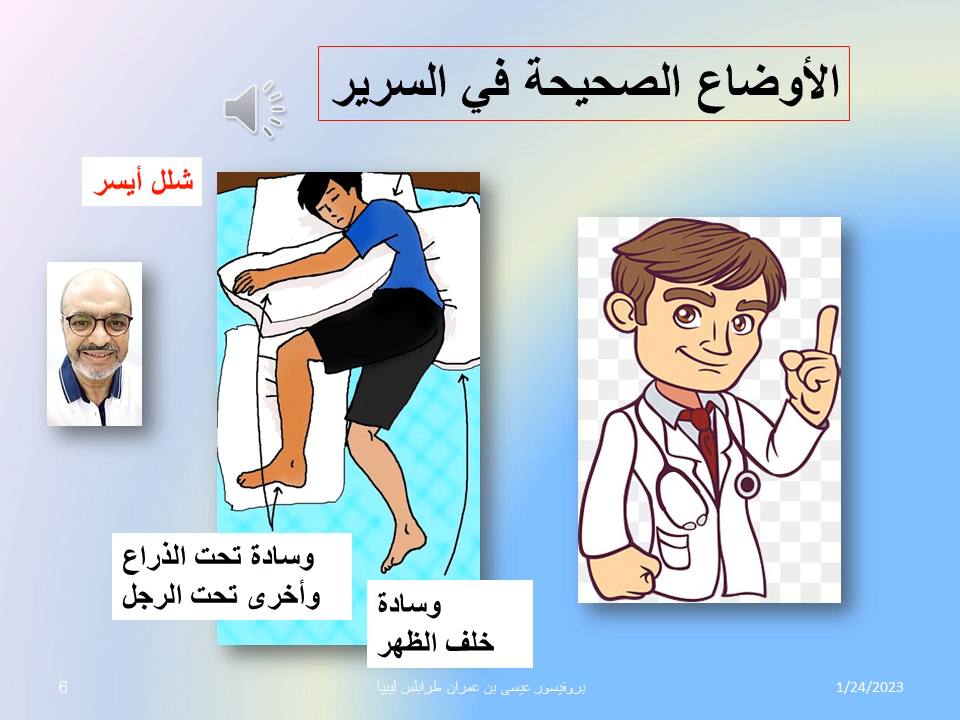 الأوضاع الصحيحة في السرير
شلل أيسر
وسادة تحت الذراع
وأخرى تحت الرجل
وسادة
خلف الظهر
6
بروفيسور عيسى بن عمران طرابلس ليبيا
1/24/2023